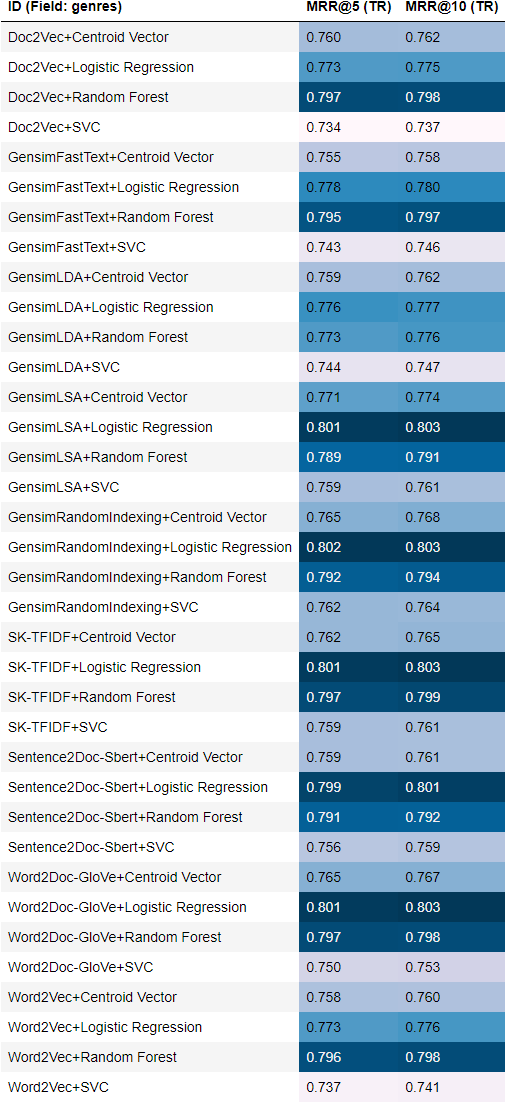 ID (Field: genres) MRR@5 (TR) MRR@10 (TR)
Doc2Vec+Centroid Vector 0.760 0.762
Doc2Vec+Logistic Regression 0.773 0.775
Doc2Vec+Random Forest 0.797 0.798
Doc2Vec+SVC 0.734 0.737
GensimFastText+Centroid Vector 0.755 0.758
GensimFastText+Logistic Regression 0.778 0.780
GensimFastText+Random Forest 0.795 0.797
GensimFastText+SVC 0.743 0.746
GensimLDA+Centroid Vector 0.759 0.762
GensimLDA+Logistic Regression 0.776 0.777
GensimLDA+Random Forest 0.773 0.776
GensimLDA+SVC 0.744 0.747
GensimLSA+Centroid Vector 0.771 0.774
GensimLSA+Logistic Regression 0.801 0.803
GensimLSA+Random Forest 0.789 0.791
GensimLSA+SVC 0.759 0.761
GensimRandomIndexing+Centroid Vector 0.765 0.768
GensimRandomIndexing+Logistic Regression 0.802 0.803
GensimRandomIndexing+Random Forest 0.792 0.794
GensimRandomIndexing+SVC 0.762 0.764
SK-TFIDF+Centroid Vector 0.762 0.765
SK-TFIDF+Logistic Regression 0.801 0.803
SK-TFIDF+Random Forest 0.797 0.799
SK-TFIDF+SVC 0.759 0.761
Sentence2Doc-Sbert+Centroid Vector 0.759 0.761
Sentence2Doc-Sbert+Logistic Regression 0.799 0.801
Sentence2Doc-Sbert+Random Forest 0.791 0.792
Sentence2Doc-Sbert+SVC 0.756 0.759
Word2Doc-GloVe+Centroid Vector 0.765 0.767
Word2Doc-GloVe+Logistic Regression 0.801 0.803
Word2Doc-GloVe+Random Forest 0.797 0.798
Word2Doc-GloVe+SVC 0.750 0.753
Word2Vec+Centroid Vector 0.758 0.760
Word2Vec+Logistic Regression 0.773 0.776
Word2Vec+Random Forest 0.796 0.798
Word2Vec+SVC 0.737 0.741